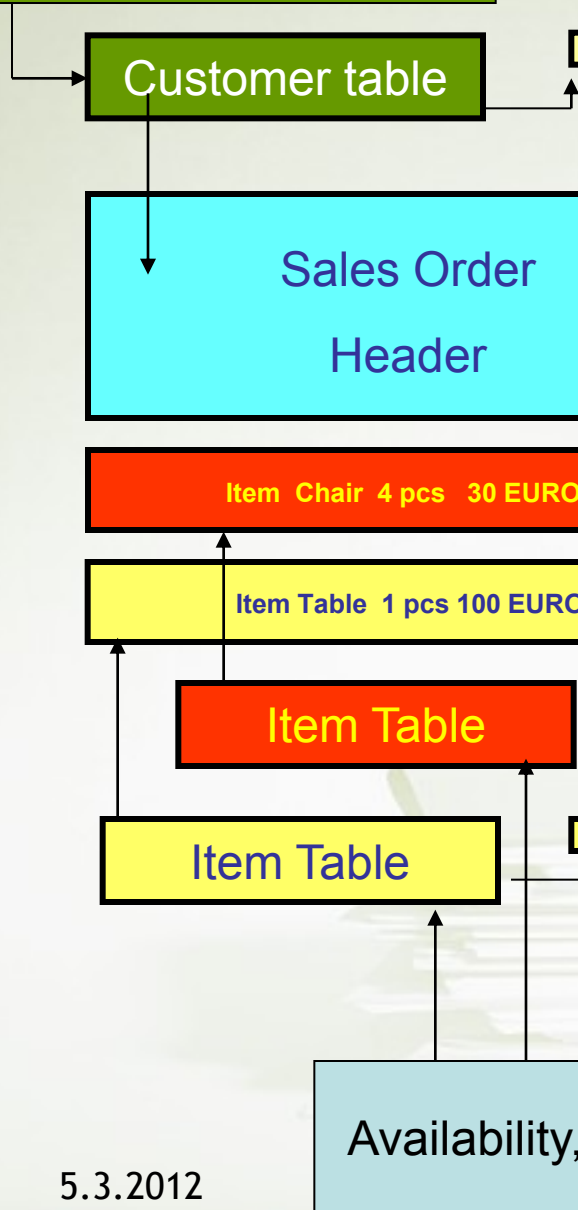 Customer table
Sales Order
Header
Item Chair 4 pcs 30 EURO
Item Table 1 pcs 100 EURO
Item Table
Item Table
Availability,
5.3.2012